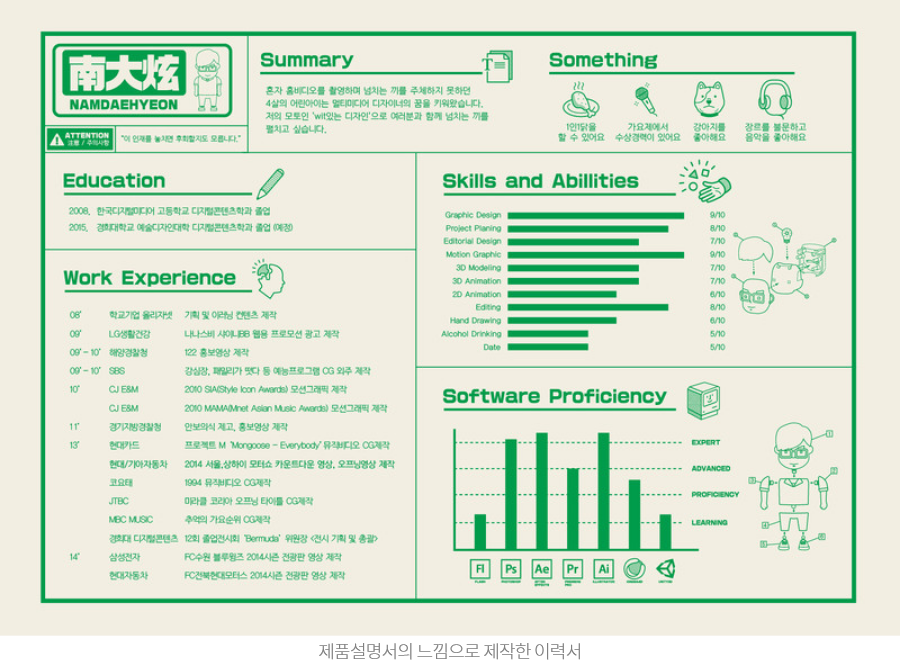 南大炫
NAMDAEHYEON
ATTENTION
注意 / 주의사항
"이 인재를 놓치면 후회할지도 모릅니다."
Summary
혼자 홈비디오를 촬영하며 넘치는 끼를 주체하지 못하던
4살의 어린아이는 멀티미디어 디자이너의 꿈을 키워왔습니다.
저의 모토인 'wit있는 디자인'으로 여러분과 함께 넘치는 끼를
펼치고 싶습니다.
Something
1인1닭을
할 수 있어요
가요제에서
수상경력이 있어요
강아지를
좋아해요
장르를 불문하고
음악을 좋아해요
Education
2008, 한국디지털미디어 고등학교 디지털콘텐츠학과 졸업
2015, 경희대학교 예술디자인대학 디지털콘텐츠학과 졸업 (예정)
Work Experience
08' 학교기업 올리자넷 기획 및 이러닝 컨텐츠 제작
09' LG생활건강 나나스비 샤이니BB 웹용 프로모션 광고 제작
09' - 10' 해양경찰청 122 홍보영상 제작
09' - 10' SBS 강심장, 패밀리가 떴다 등 예능프로그램 CG 외주 제작
10' CJ E&M 2010 SIA(Style Icon Awards) 모션그래픽 제작
CJ E&M 2010 MAMA(Mnet Asian Music Awards) 모션그래픽 제작
11' 경기지방경찰청 안보의식 제고, 홍보영상 제작
13' 현대카드 프로젝트 M 'Mongoose - Everybody' 뮤직비디오 CG제작
현대/기아자동차 2014 서울,상하이 모터쇼 카운트다운 영상, 오프닝영상 제작
코요태 1994 뮤직비디오 CG제작
JTBC 미라클 코리아 오프닝 타이틀 CG제작
MBC MUSIC 추억의 가요순위 CG제작
경희대 디지털콘텐츠 12회 졸업전시회 'Bermuda' 위원장 <전시 기획 및 총괄>
14' 삼성전자 FC수원 블루윙즈 2014시즌 전광판 영상 제작
현대자동차 FC전북현대모터스 2014시즌 전광판 영상 제작
Skills and Abillities
Graphic Design 9/10
Project Planing 8/10
Editorial Design 7/10
Motion Graphic 9/10
3D Modeling 7/10
3D Animation 7/10
2D Animation 6/10
Editing 8/10
Hand Drawing 6/10
Alcohol Drinking 5/10
Date 5/10
Software Proficiency
EXPERT
ADVANCED
PROFICIENCY
LEARNING
Fl Ps Ae Pr Ai
제품설명서의 느낌으로 제작한 이력서